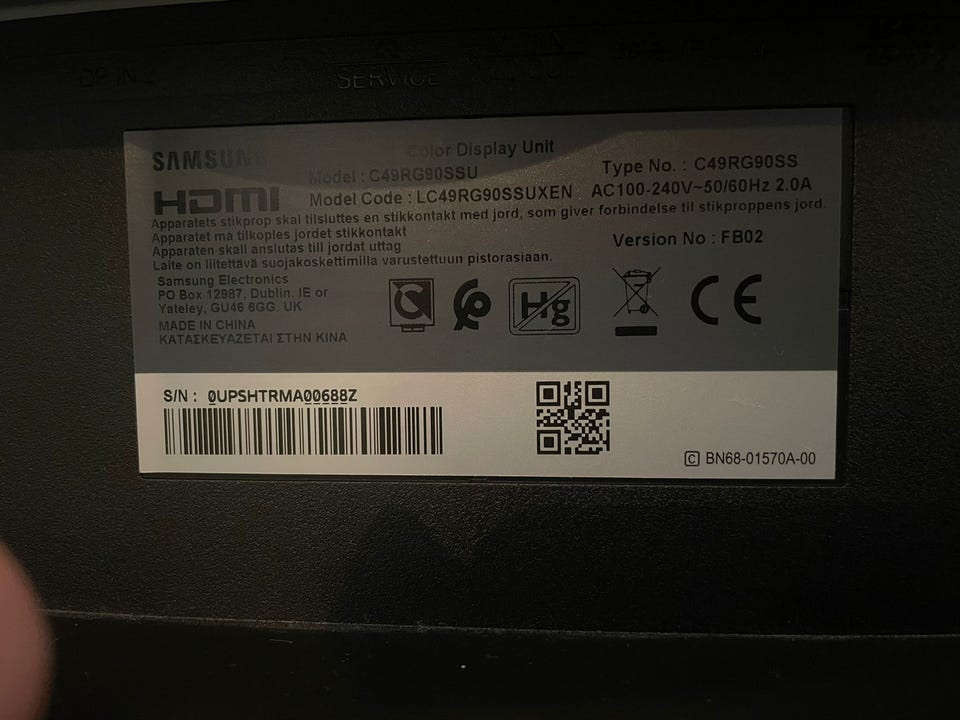 DP IN 2
SERVICE
SAMSUNG
Color Display Unit
HDMI
Model : C49RG90SSU
Type No. : C49RG90SS
Model Code : LC49RG90SSUXEN
AC100-240V~50/60Hz 2.0A
Apparatets stikprop skal tilsluttes en stikkontakt med jord, som giver forbindelse til stikproppens jord.
Apparatet må tilkoples jordet stikkontakt
Apparaten skall anslutas till jordat uttag
Laite on liitettävä suojakoskettimilla varustettuun pistorasiaan.
Version No : FB02
Samsung Electronics
PO Box 12987, Dublin. IE or
Yateley, GU46 6GG. UK
MADE IN CHINA
ΚΑΤΑΣΚΕΥΑΖΕΤΑΙ ΣΤΗΝ ΚΙΝΑ
Hg
CE
S/N : 0UPSHTRMA00688Z
C BN68-01570A-00